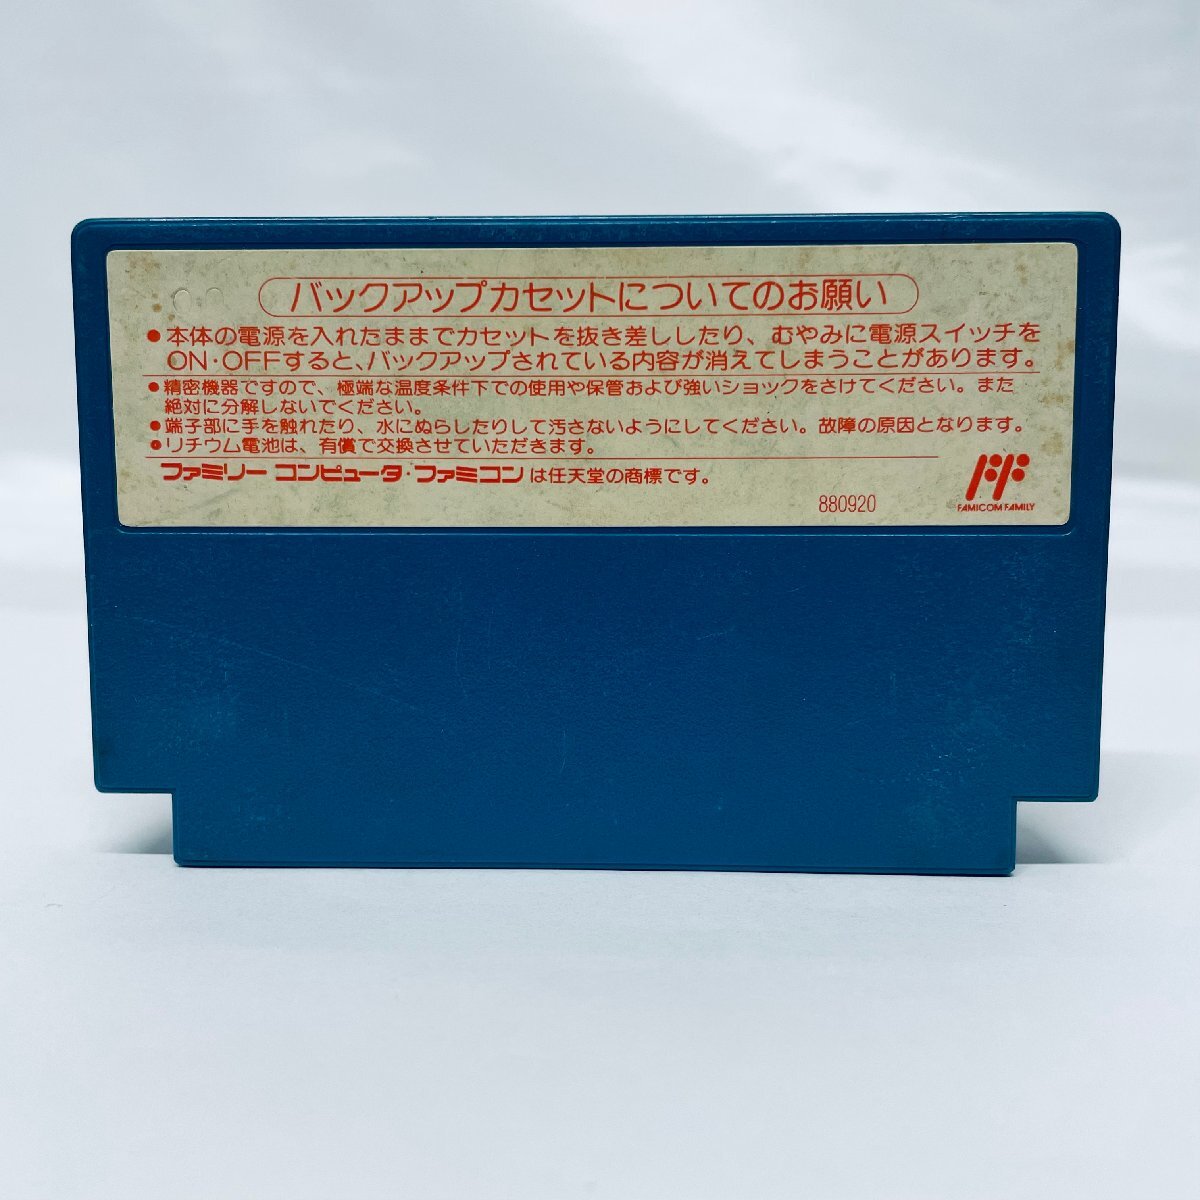 バックアップカセットについてのお願い
●本体の電源を入れたままでカセットを抜き差ししたり、むやみに電源スイッチを
ON・OFFすると、バックアップされている内容が消えてしまうことがあります。
●精密機器ですので、極端な温度条件下での使用や保管および強いショックをさけてください。また
絶対に分解しないでください。
●端子部に手を触れたり、水にぬらしたりして汚さないようにしてください。故障の原因となります。
●リチウム電池は、有償で交換させていただきます。
ファミリー コンピュータ・ファミコンは任天堂の商標です。
880920
FAMICOM FAMILY